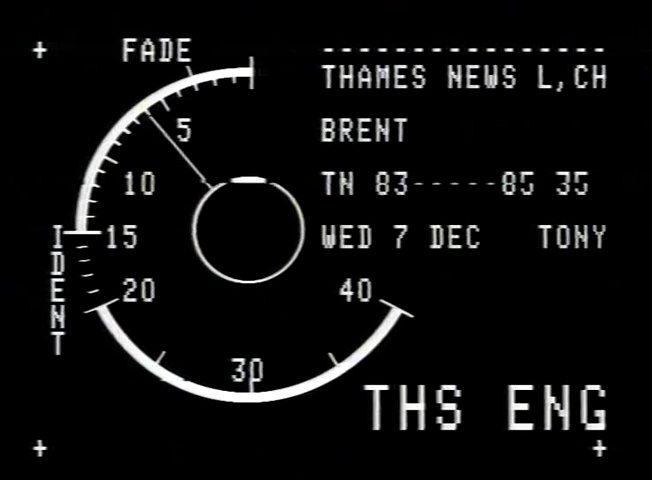 FADE
----------------
THAMES NEWS L,CH
5
BRENT
10
TN 83-----85 35
IDENT
15
WED 7 DEC TONY
20
40
30
THS ENG